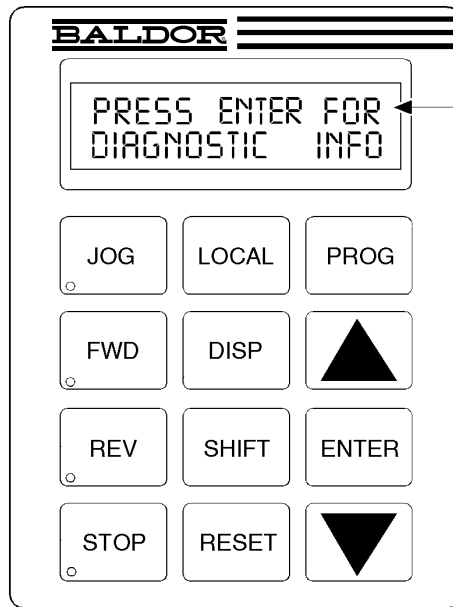 BALDOR
PRESS ENTER FOR
DIAGNOSTIC INFO
JOG LOCAL PROG
FWD DISP
REV SHIFT ENTER
STOP RESET